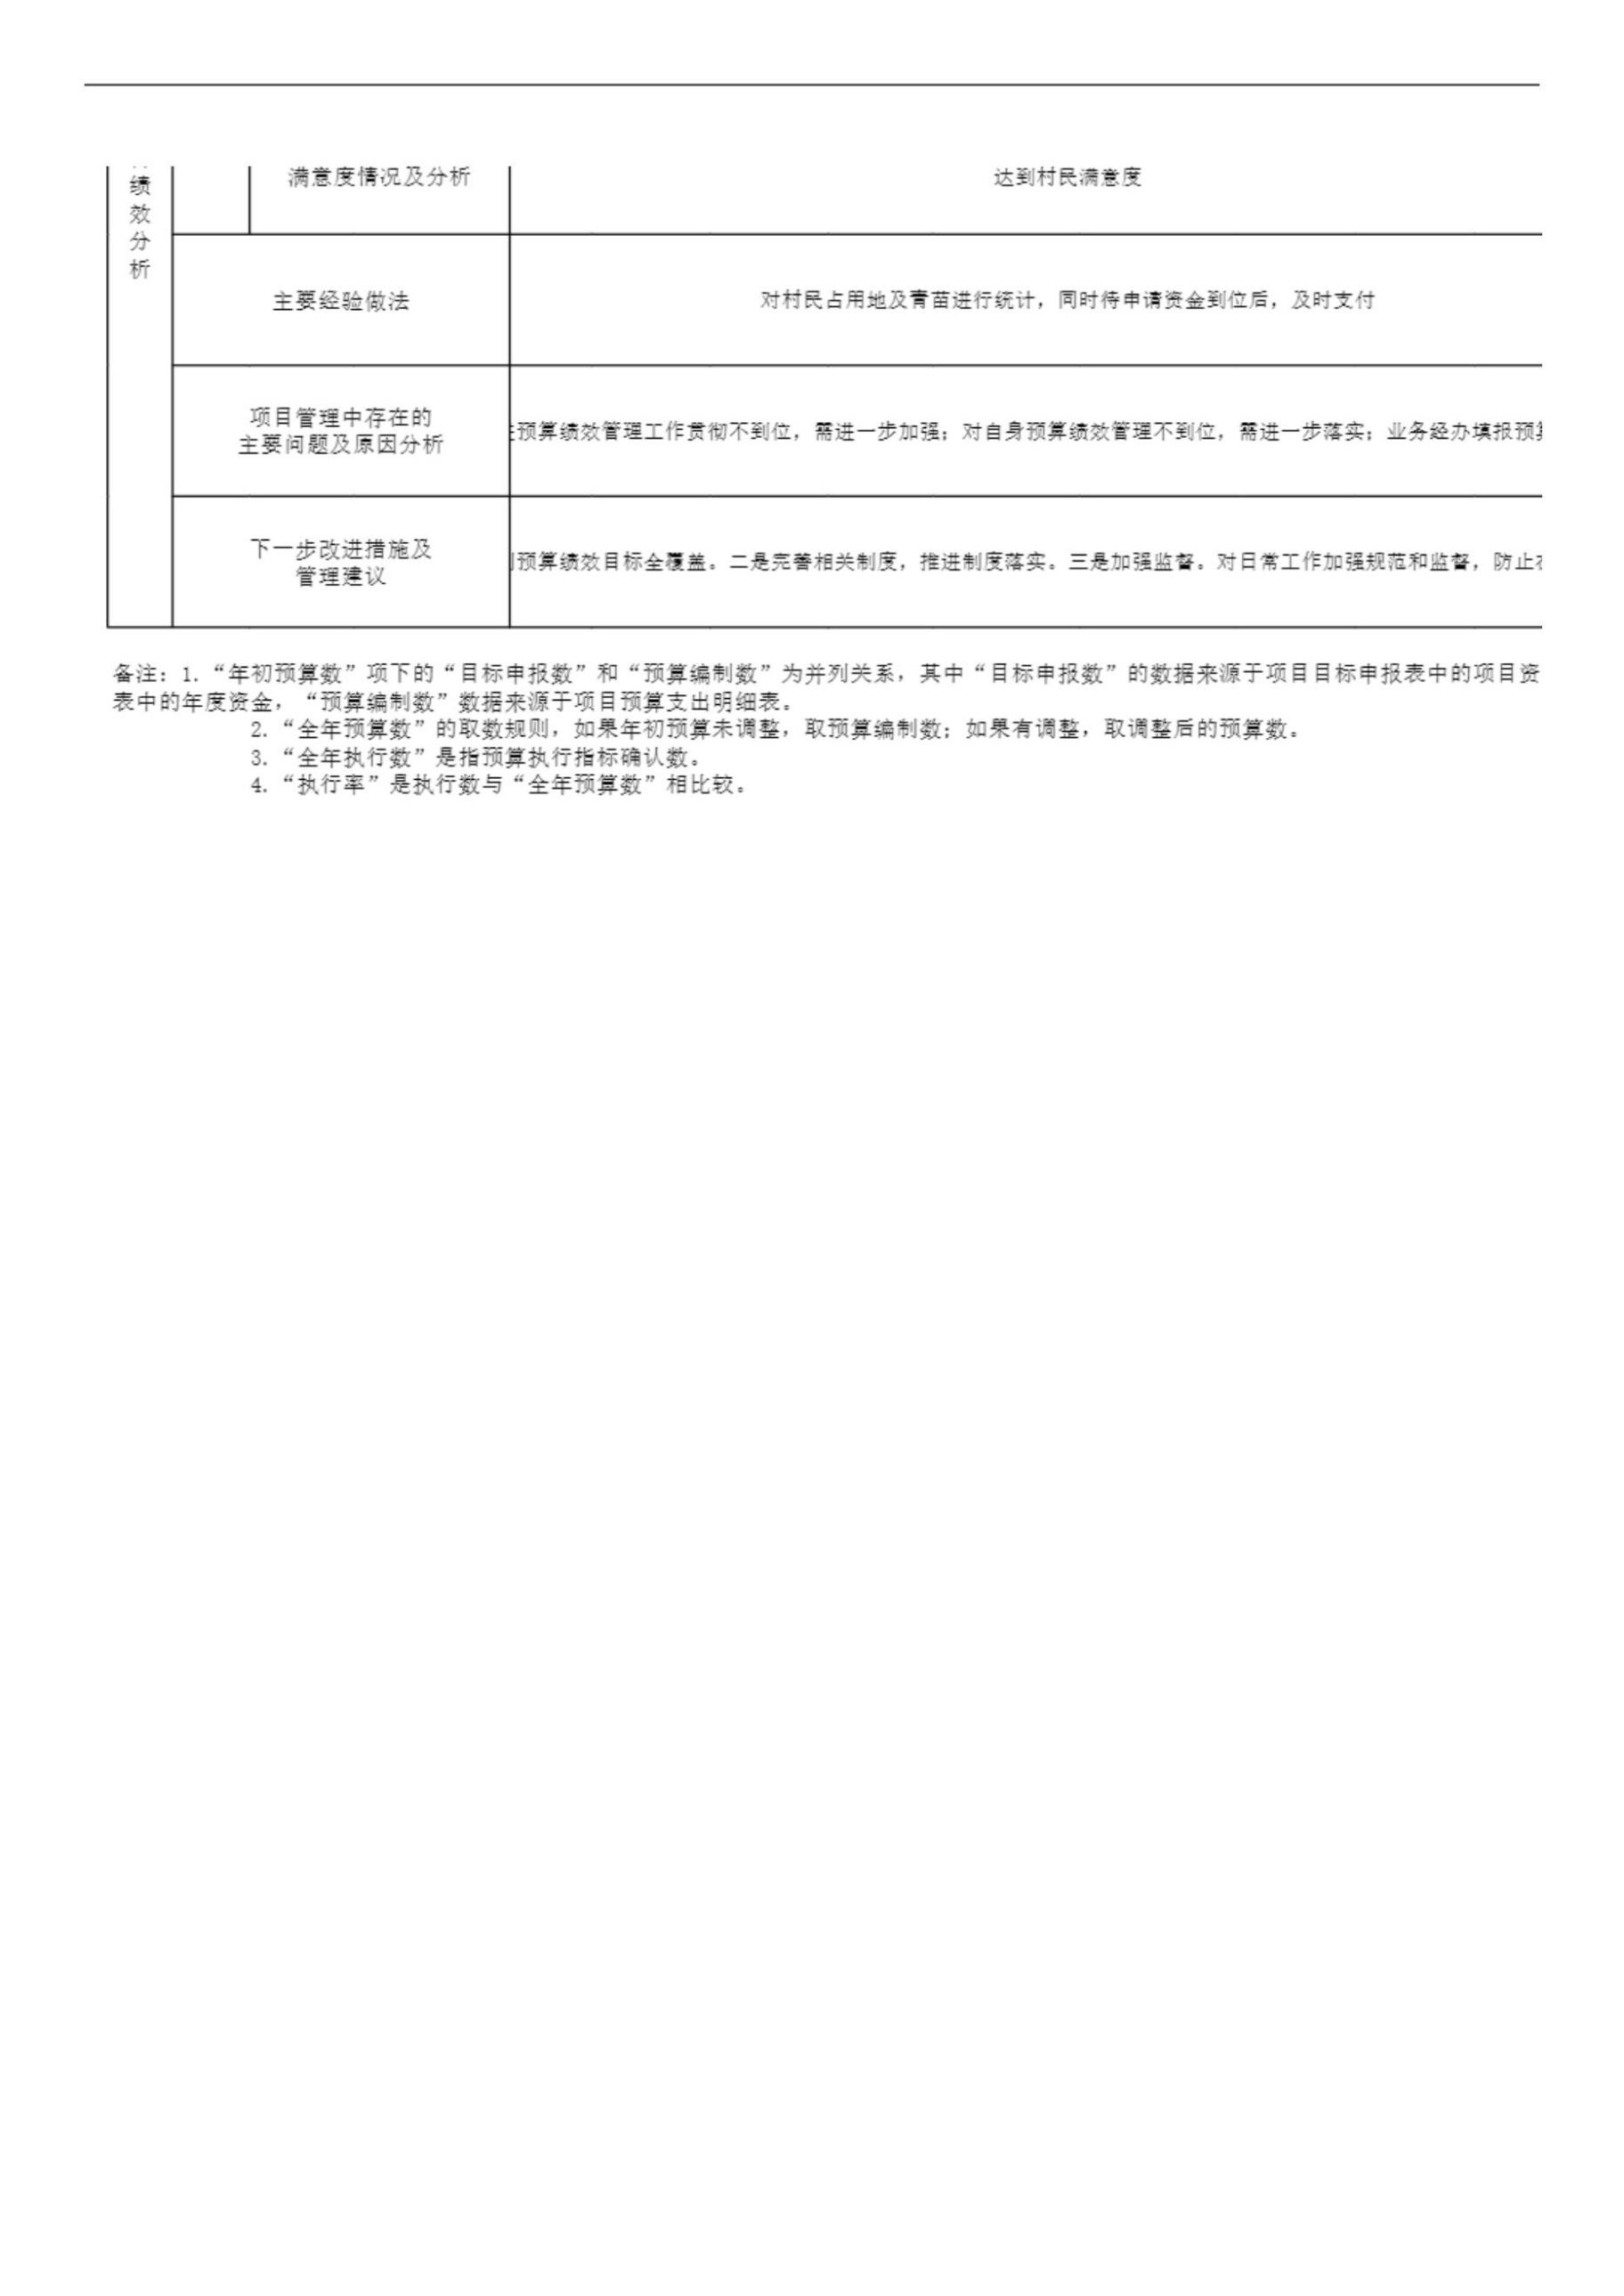 绩
效
分
析
满意度情况及分析
达到村民满意度
主要经验做法
对村民占用地及青苗进行统计，同时待申请资金到位后，及时支付
项目管理中存在的
主要问题及原因分析
预算绩效管理工作贯彻不到位，需进一步加强；对自身预算绩效管理不到位，需进一步落实；业务经办填报预
下一步改进措施及
管理建议
预算绩效目标全覆盖。二是完善相关制度，推进制度落实。三是加强监督。对日常工作加强规范和监督，防止
备注：1.“年初预算数”项下的“目标申报数”和“预算编制数”为并列关系，其中“目标申报数”的数据来源于项目目标申报表中的项目资
表中的年度资金，“预算编制数”数据来源于项目预算支出明细表。
2.“全年预算数”的取数规则，如果年初预算未调整，取预算编制数；如果有调整，取调整后的预算数。
3.“全年执行数”是指预算执行指标确认数。
4.“执行率”是执行数与“全年预算数”相比较。